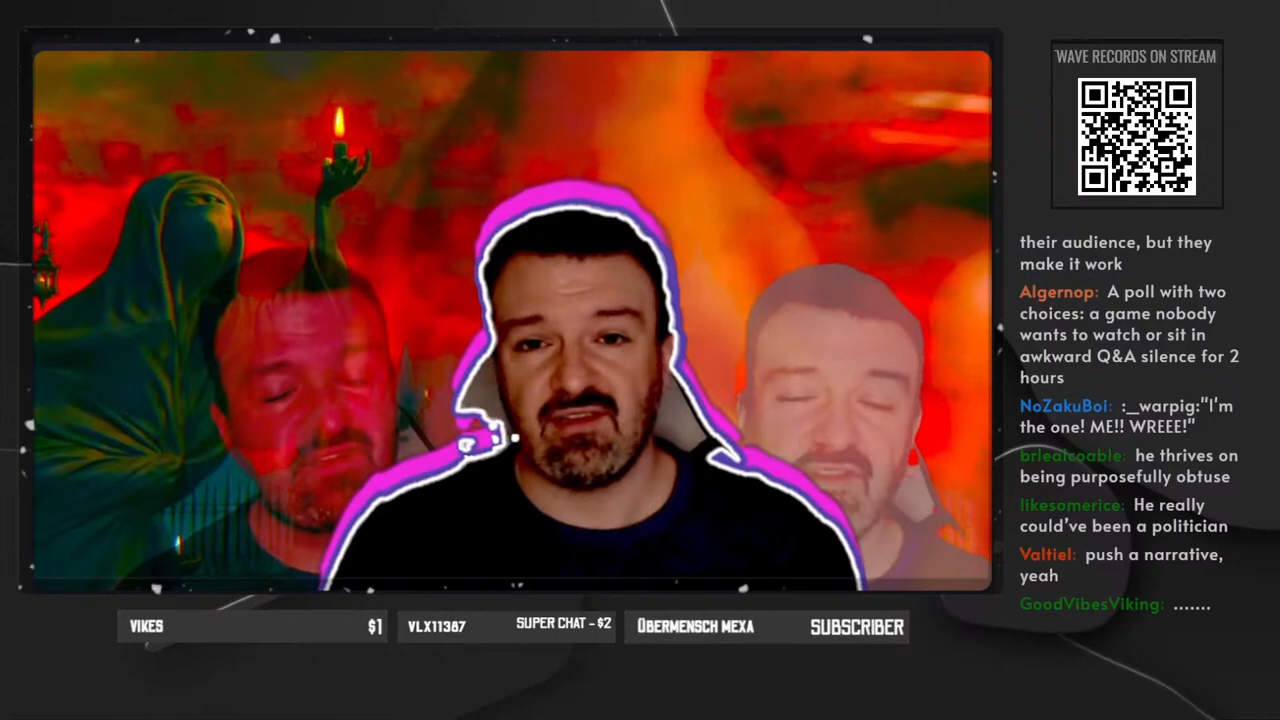 WAVE RECORDS ON STREAM
their audience, but they
make it work
Algernop: A poll with two
choices: a game nobody
wants to watch or sit in
awkward Q&A silence for 2
hours
NoZakuBoi: :_warpig:"I'm
the one! ME!! WREEE!"
brlealcoable: he thrives on
being purposefully obtuse
likesomerice: He really
could've been a politician
Valtiel: push a narrative,
yeah
GoodVibesViking: .......
VIKES $1
VLX11387 SUPER CHAT - $2
ÜBERMENSCH MEXA SUBSCRIBER